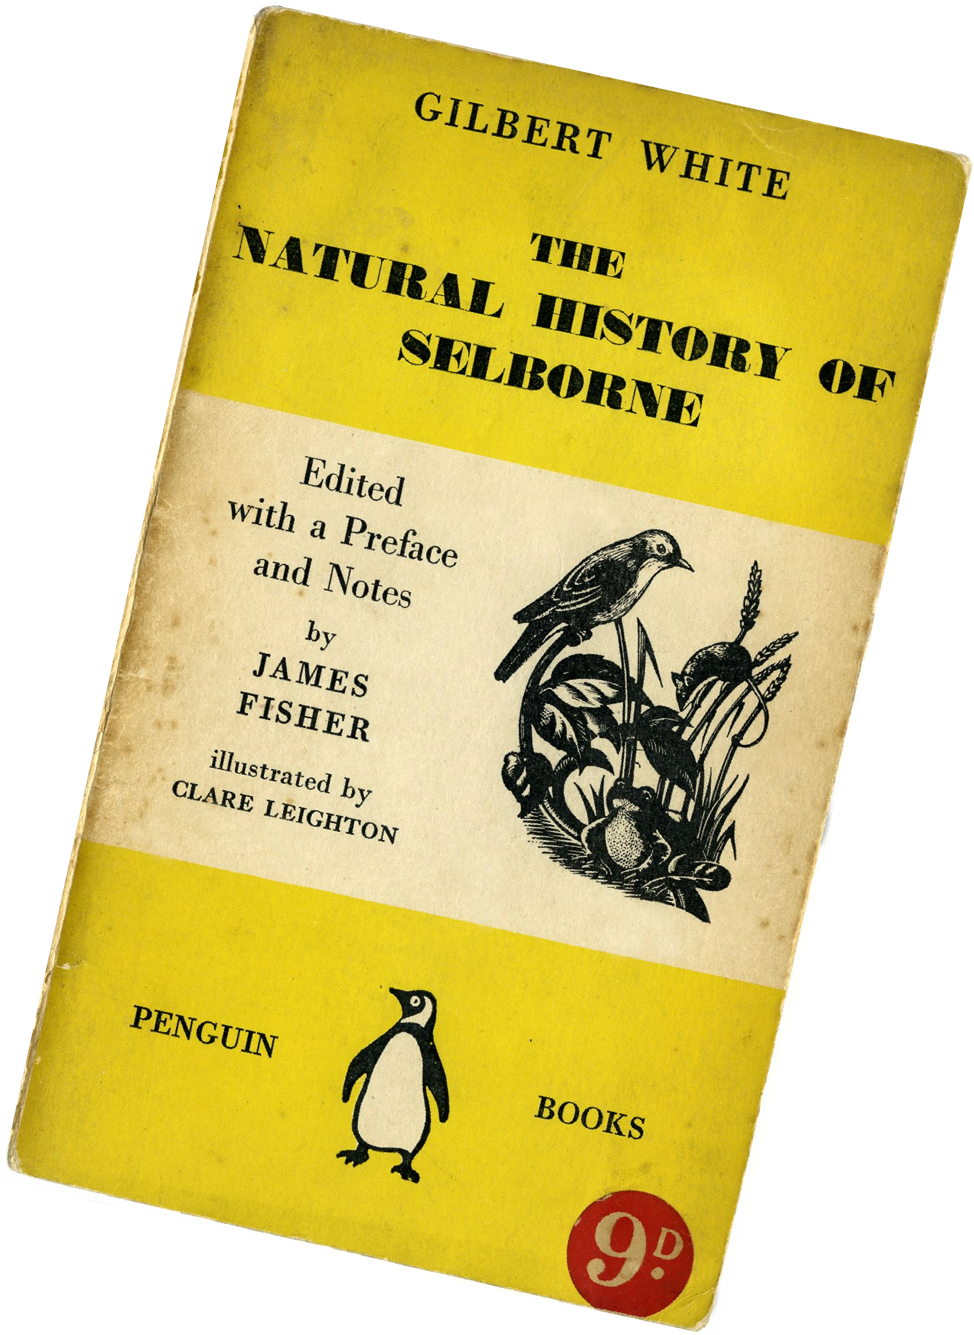 GILBERT WHITE
THE
NATURAL HISTORY OF
SELBORNE
Edited
with a Preface
and Notes
by
JAMES
FISHER
illustrated by
CLARE LEIGHTON
PENGUIN
BOOKS
9D.